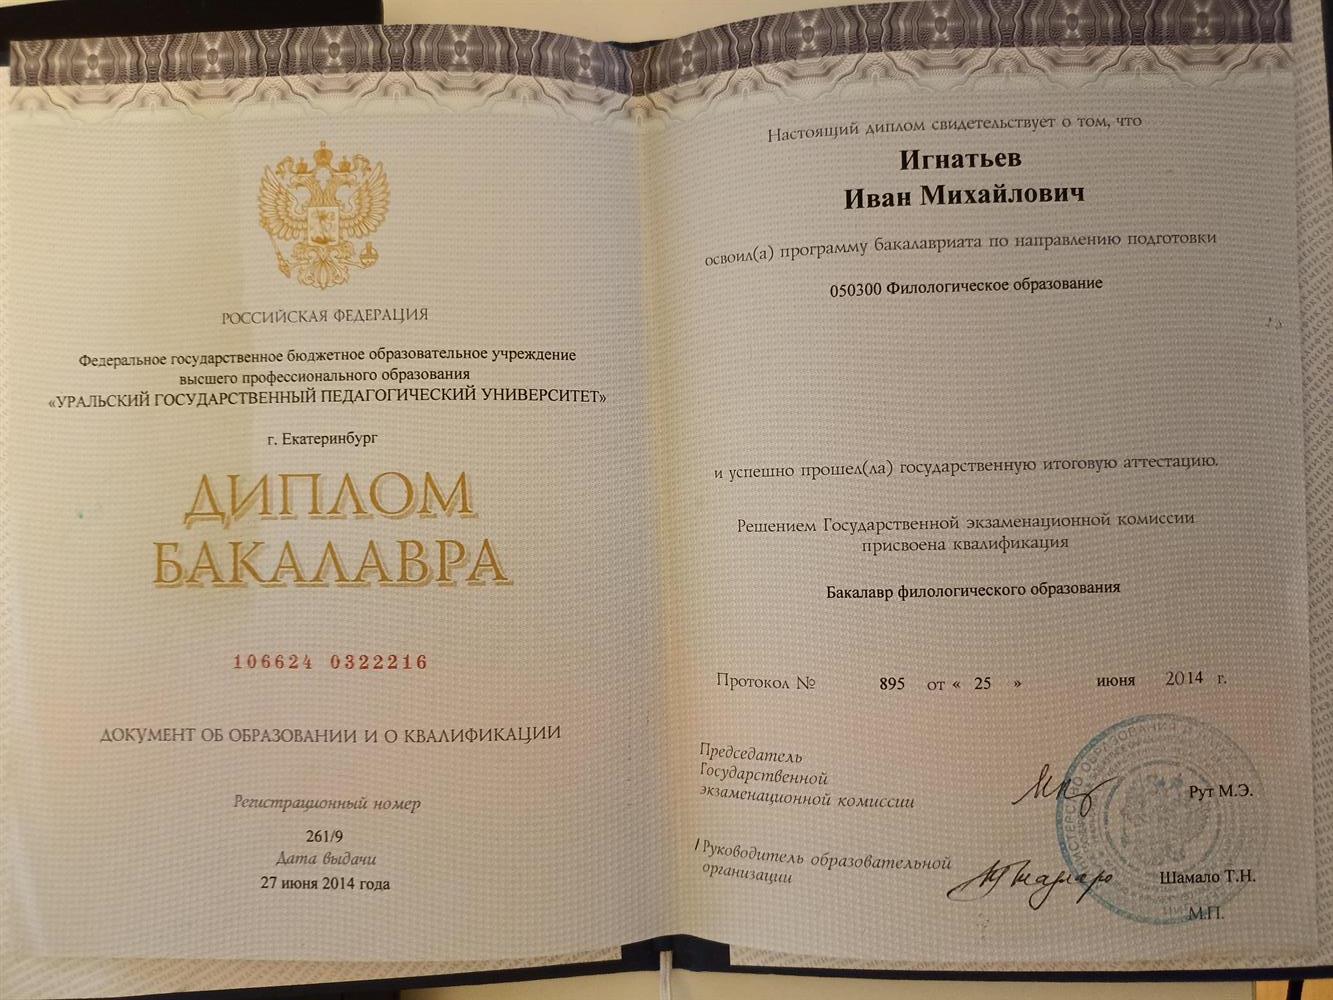 РОССИЙСКАЯ ФЕДЕРАЦИЯ
Федеральное государственное бюджетное образовательное учреждение
высшего профессионального образования
«УРАЛЬСКИЙ ГОСУДАРСТВЕННЫЙ ПЕДАГОГИЧЕСКИЙ УНИВЕРСИТЕТ»
г. Екатеринбург
ДИПЛОМ
БАКАЛАВРА
106624 0322216
ДОКУМЕНТ ОБ ОБРАЗОВАНИИ И О КВАЛИФИКАЦИИ
Регистрационный номер
261/9
Дата выдачи
27 июня 2014 года
Настоящий диплом свидетельствует о том, что
Игнатьев
Иван Михайлович
освоил(а) программу бакалавриата по направлению подготовки
050300 Филологическое образование
и успешно прошел(ла) государственную итоговую аттестацию.
Решением Государственной экзаменационной комиссии
присвоена квалификация
Бакалавр филологического образования
Протокол № 895 от « 25 » июня 2014 г.
Председатель
Государственной
экзаменационной комиссии
Рут М.Э.
/ Руководитель образовательной
организации
Шамало Т.Н.
М.П.